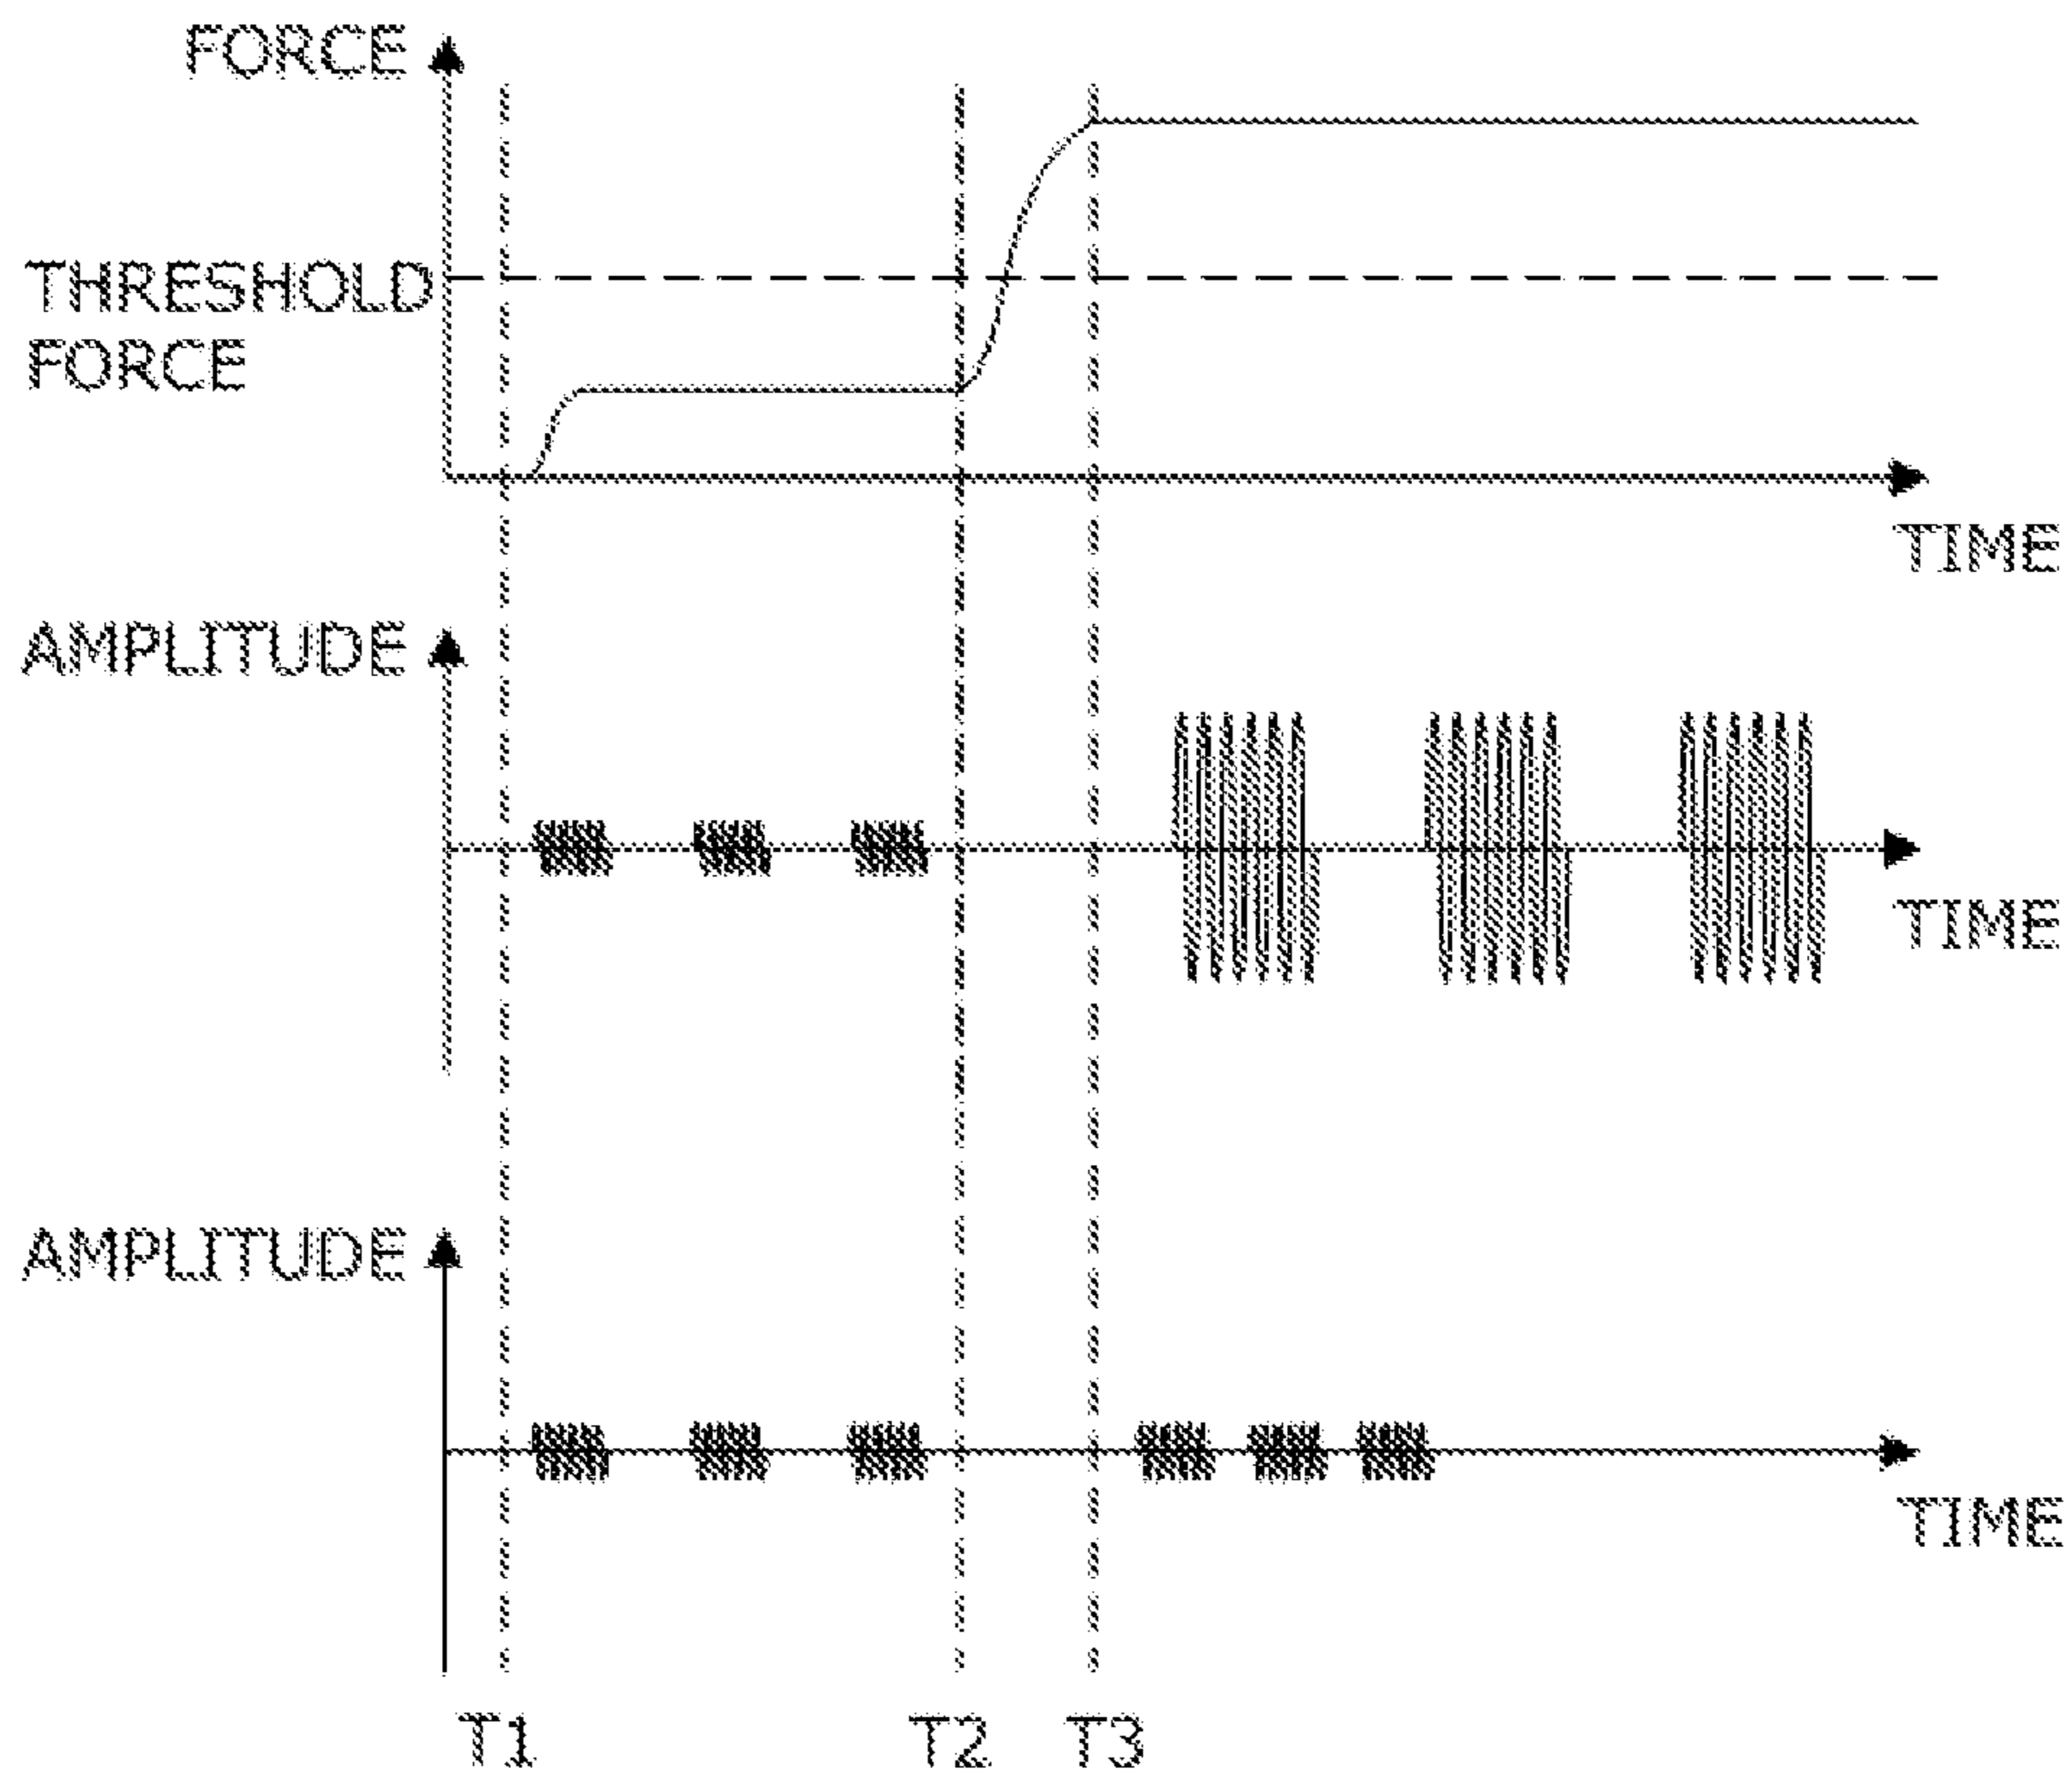 FORCE
THRESHOLD
FORCE
TIME
AMPLITUDE
TIME
AMPLITUDE
TIME
T1 T2 T3